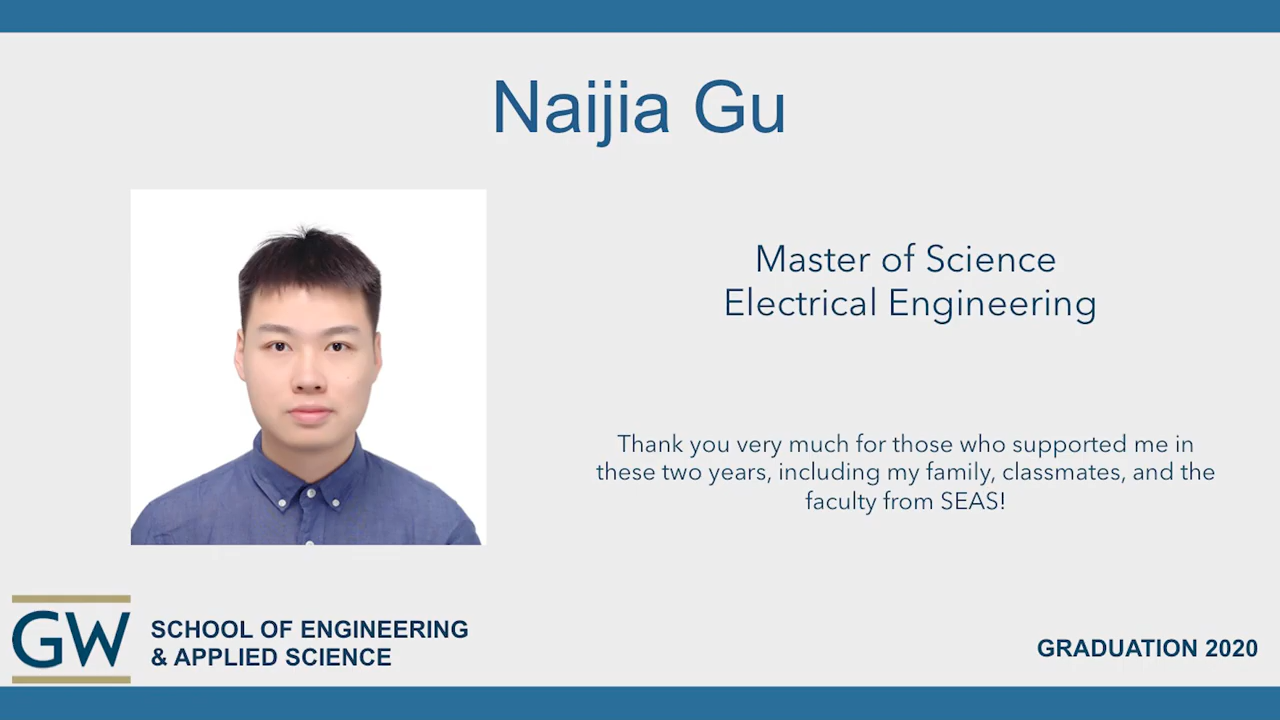 Naijia Gu
Master of Science
Electrical Engineering
Thank you very much for those who supported me in
these two years, including my family, classmates, and the
faculty from SEAS!
GW
SCHOOL OF ENGINEERING
& APPLIED SCIENCE
GRADUATION 2020